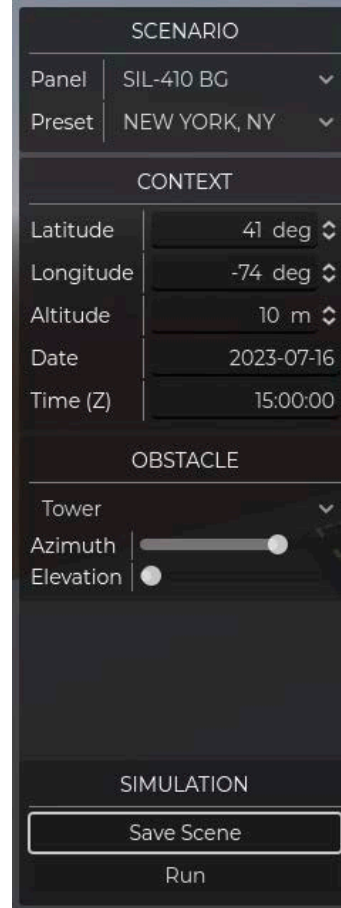 SCENARIO
Panel SIL-410 BG
Preset NEW YORK, NY
CONTEXT
Latitude 41 deg
Longitude -74 deg
Altitude 10 m
Date 2023-07-16
Time (Z) 15:00:00
OBSTACLE
Tower
Azimuth
Elevation
SIMULATION
Save Scene
Run